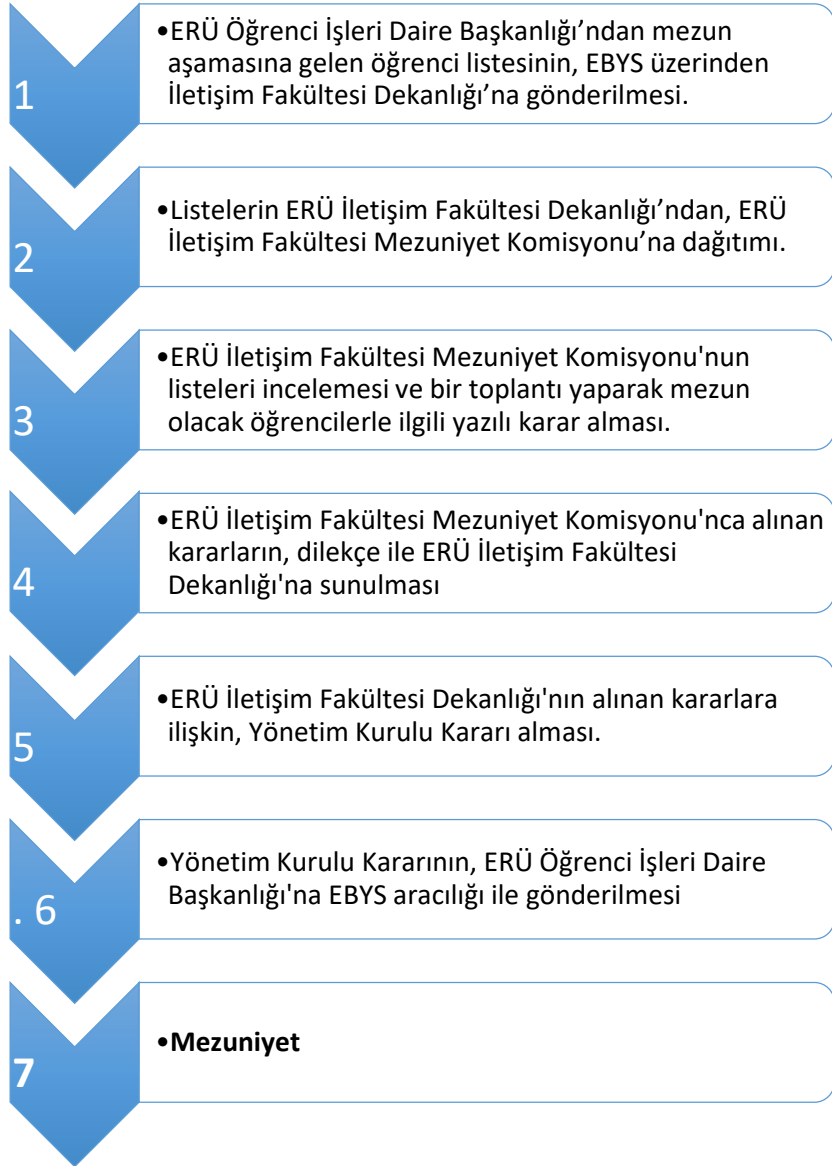 1
•ERÜ Öğrenci İşleri Daire Başkanlığı’ndan mezun
aşamasına gelen öğrenci listesinin, EBYS üzerinden
İletişim Fakültesi Dekanlığı’na gönderilmesi.
2
•Listelerin ERÜ İletişim Fakültesi Dekanlığı’ndan, ERÜ
İletişim Fakültesi Mezuniyet Komisyonu’na dağıtımı.
3
•ERÜ İletişim Fakültesi Mezuniyet Komisyonu'nun
listeleri incelemesi ve bir toplantı yaparak mezun
olacak öğrencilerle ilgili yazılı karar alması.
4
•ERÜ İletişim Fakültesi Mezuniyet Komisyonu'nca alınan
kararların, dilekçe ile ERÜ İletişim Fakültesi
Dekanlığı'na sunulması
5
•ERÜ İletişim Fakültesi Dekanlığı'nın alınan kararlara
ilişkin, Yönetim Kurulu Kararı alması.
. 6
•Yönetim Kurulu Kararının, ERÜ Öğrenci İşleri Daire
Başkanlığı'na EBYS aracılığı ile gönderilmesi
7
•Mezuniyet